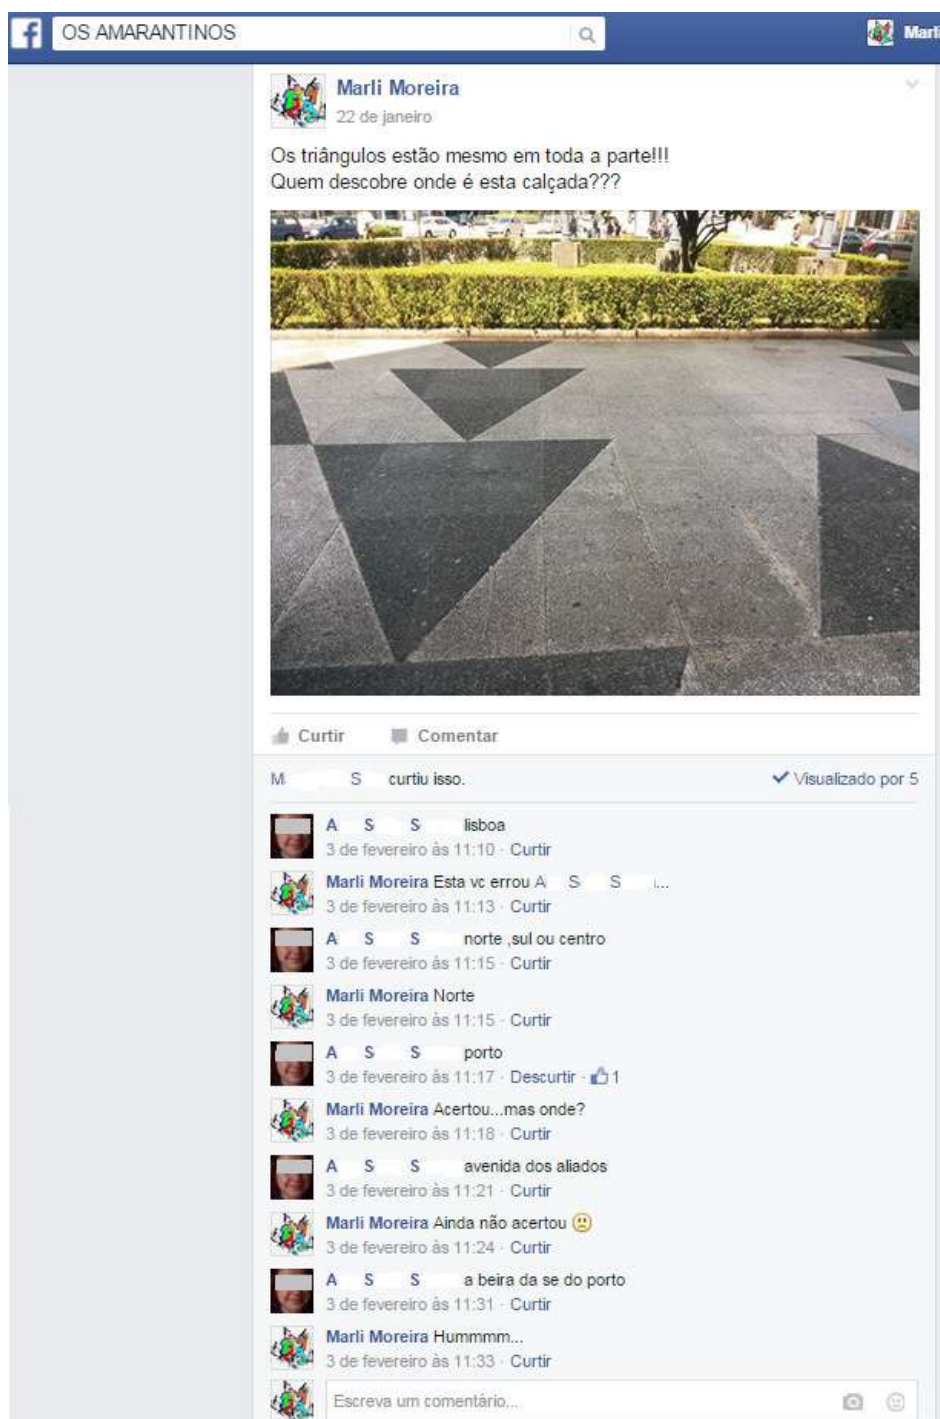 f OS AMARANTINOS
Marli
Marli Moreira
22 de janeiro
Os triângulos estão mesmo em toda a parte!!!
Quem descobre onde é esta calçada???
Curtir Comentar
M S curtiu isso. Visualizado por 5
A S S lisboa
3 de fevereiro às 11:10 · Curtir
Marli Moreira Esta vc errou A S S ...
3 de fevereiro às 11:13 · Curtir
A S S norte ,sul ou centro
3 de fevereiro às 11:15 · Curtir
Marli Moreira Norte
3 de fevereiro às 11:15 · Curtir
A S S porto
3 de fevereiro às 11:17 · Descurtir · 1
Marli Moreira Acertou...mas onde?
3 de fevereiro às 11:18 · Curtir
A S S avenida dos aliados
3 de fevereiro às 11:21 · Curtir
Marli Moreira Ainda não acertou
3 de fevereiro às 11:24 · Curtir
A S S a beira da se do porto
3 de fevereiro às 11:31 · Curtir
Marli Moreira Hummmm...
3 de fevereiro às 11:33 · Curtir
Escreva um comentário...